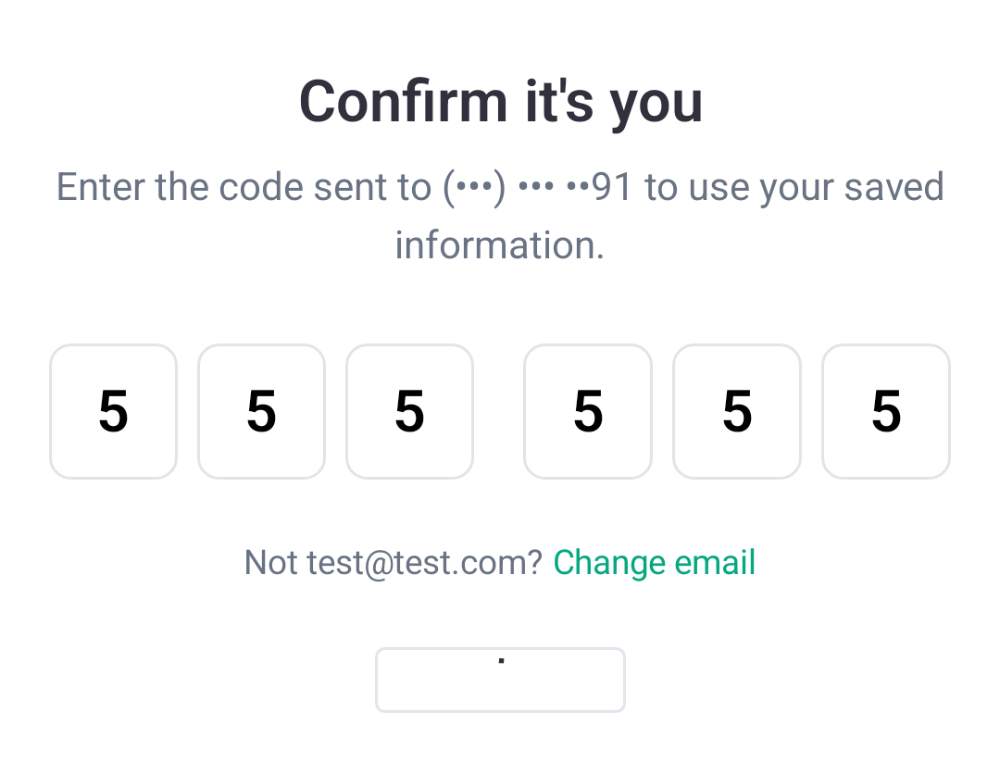 Confirm it's you
Enter the code sent to (•••) ••• ••91 to use your saved
information.
5 5 5 5 5 5
Not test@test.com? Change email